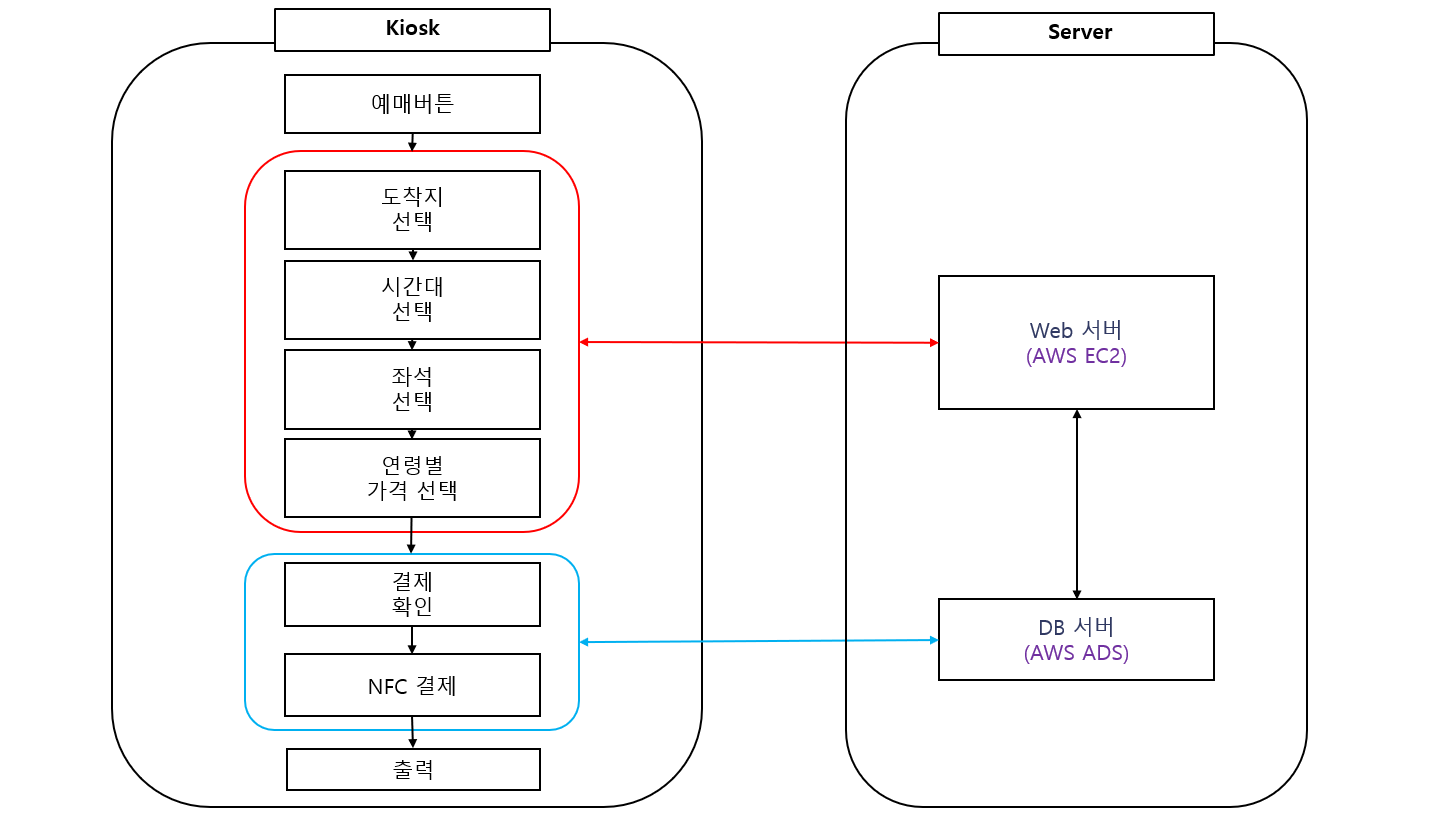 Kiosk
예매버튼
도착지
선택
시간대
선택
좌석
선택
연령별
가격 선택
결제
확인
NFC 결제
출력
Server
Web 서버
(AWS EC2)
DB 서버
(AWS ADS)